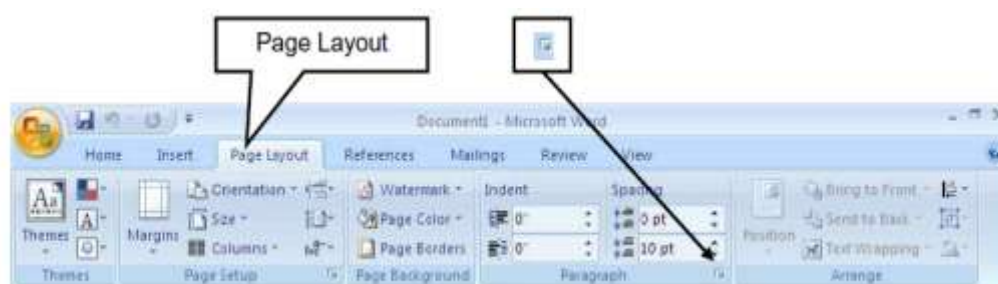 Page Layout
Document1 - Microsoft Word
Home Insert Page Layout References Mailings Review View
Orientation Watermark Indent Spacing Bring to Front
Themes Margins Size Page Color 0" 0 pt Position Send to Back
Columns Page Borders 0" 10 pt Text Wrapping
Themes Page Setup Page Background Paragraph Arrange